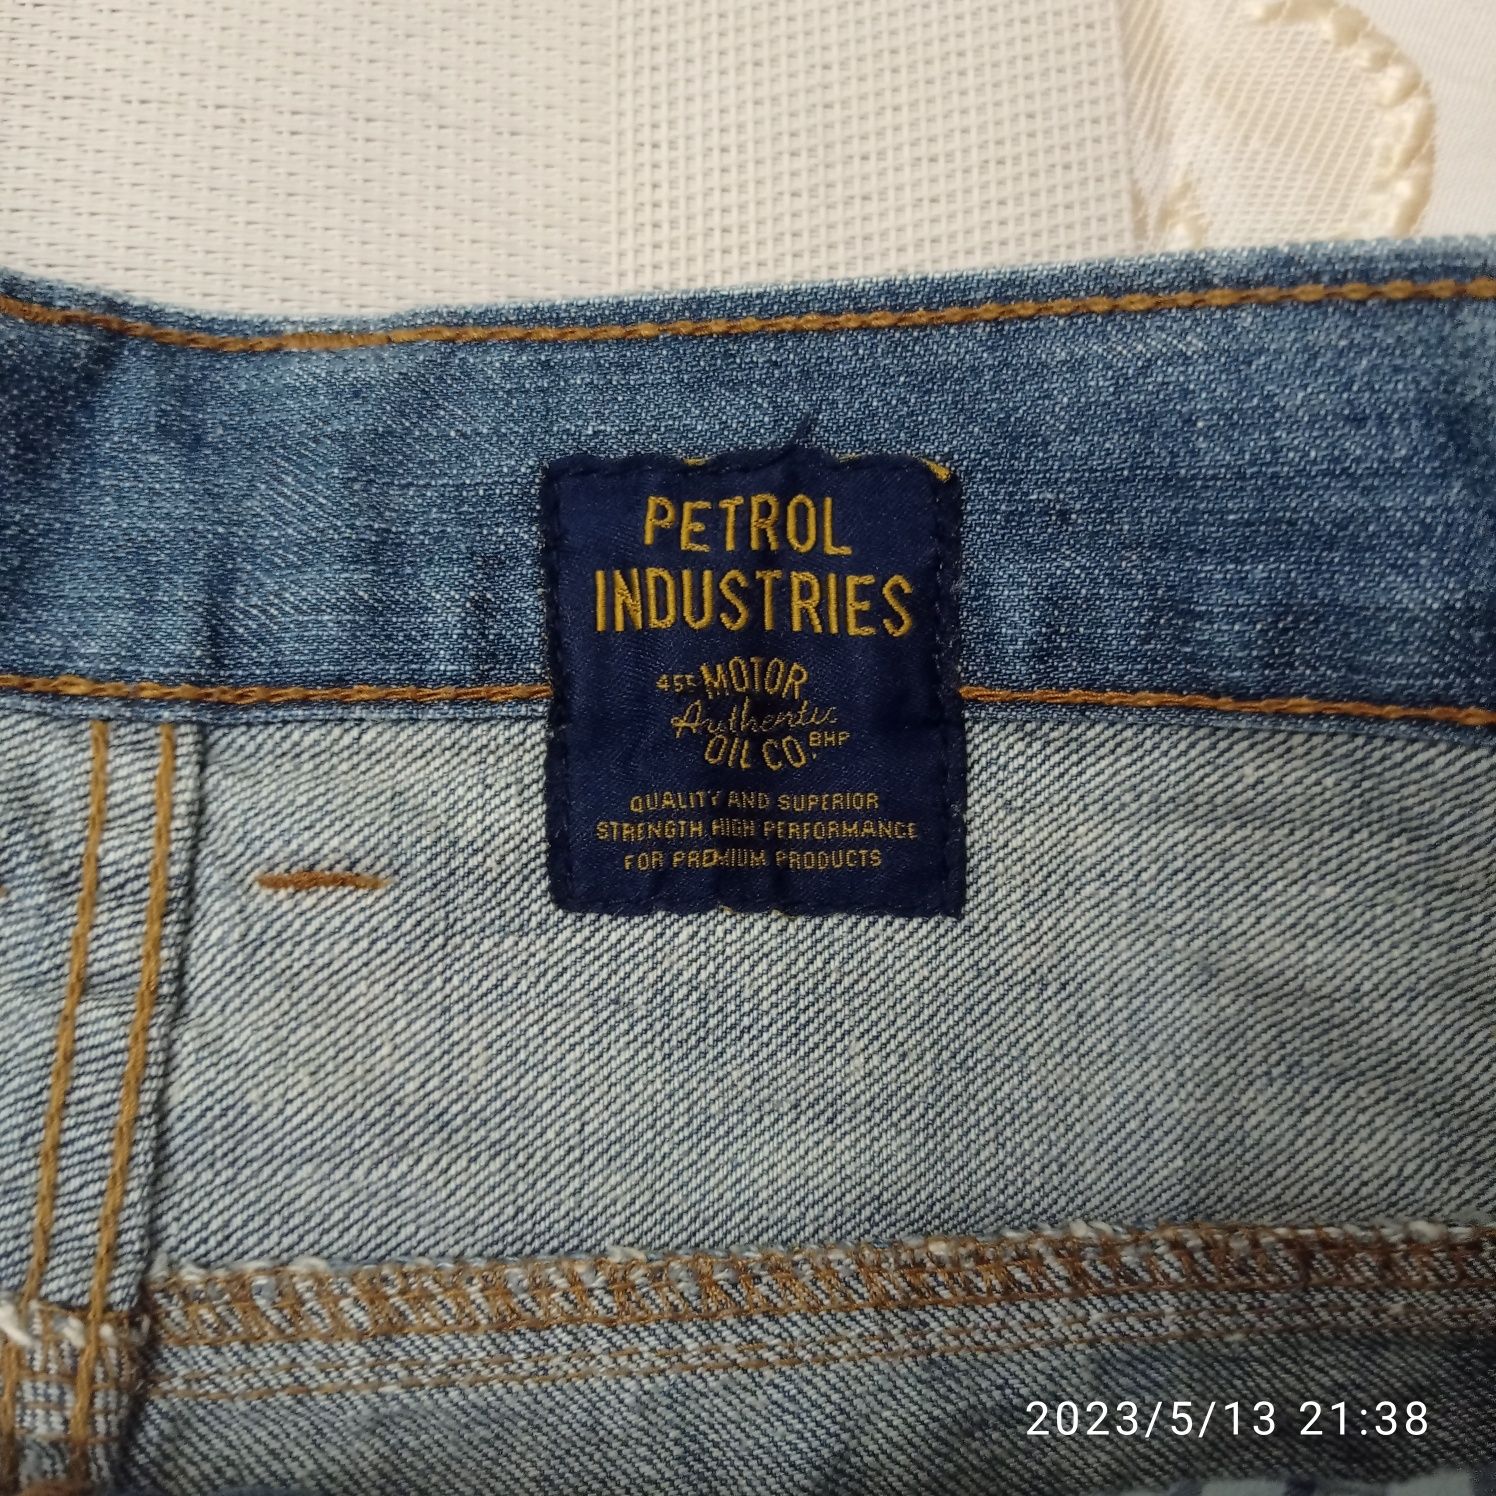 PETROL
INDUSTRIES
455 MOTOR
Authentic
OIL CO. BHP
QUALITY AND SUPERIOR
STRENGTH HIGH PERFORMANCE
FOR PREMIUM PRODUCTS
2023/5/13 21:38